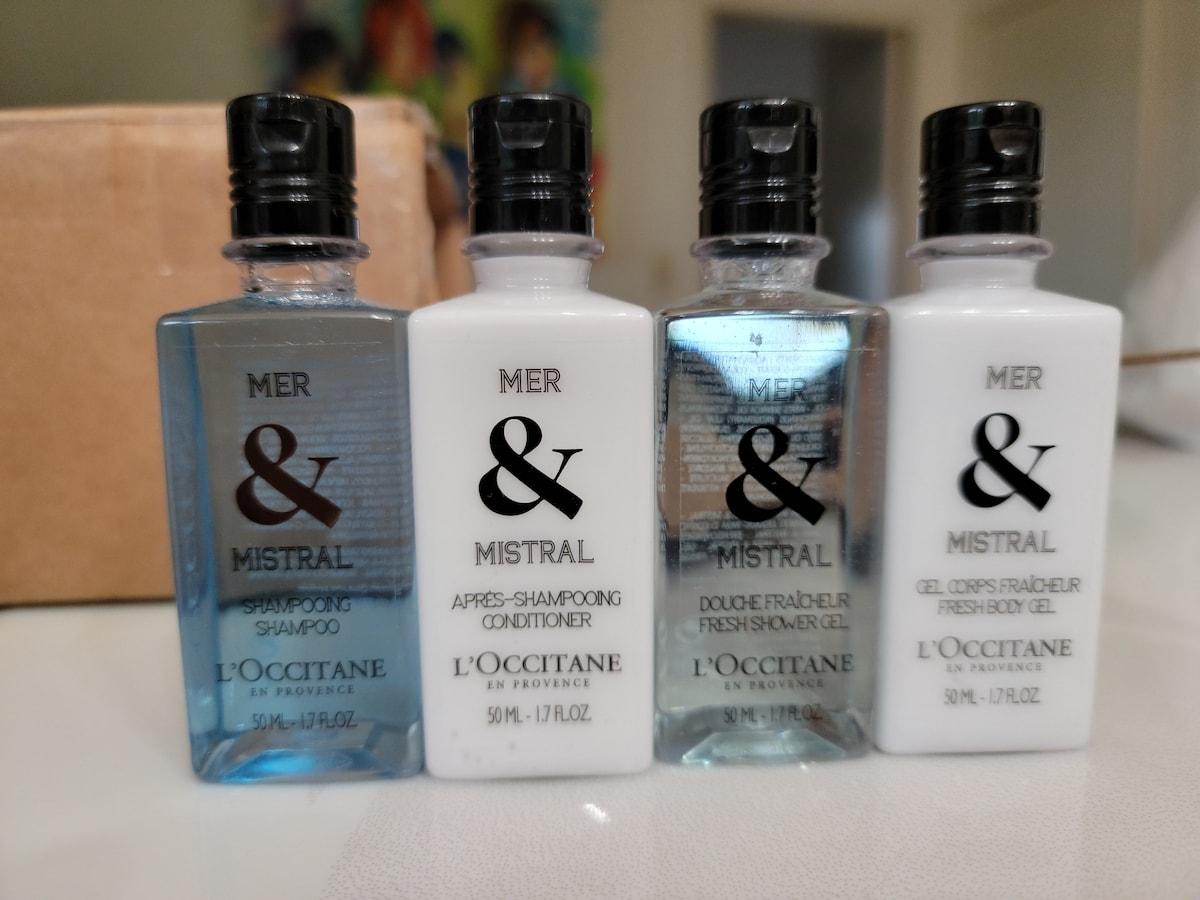 MER
&
MISTRAL
SHAMPOOING
SHAMPOO
L'OCCITANE
EN PROVENCE
50 ML - 1.7 FL.OZ.
MER
&
MISTRAL
APRÈS-SHAMPOOING
CONDITIONER
L'OCCITANE
EN PROVENCE
50 ML - 1.7 FL.OZ.
MER
&
MISTRAL
DOUCHE FRAÎCHEUR
FRESH SHOWER GEL
L'OCCITANE
EN PROVENCE
50 ML - 1.7 FL.OZ.
MER
&
MISTRAL
GEL CORPS FRAÎCHEUR
FRESH BODY GEL
L'OCCITANE
EN PROVENCE
50 ML - 1.7 FL.OZ.